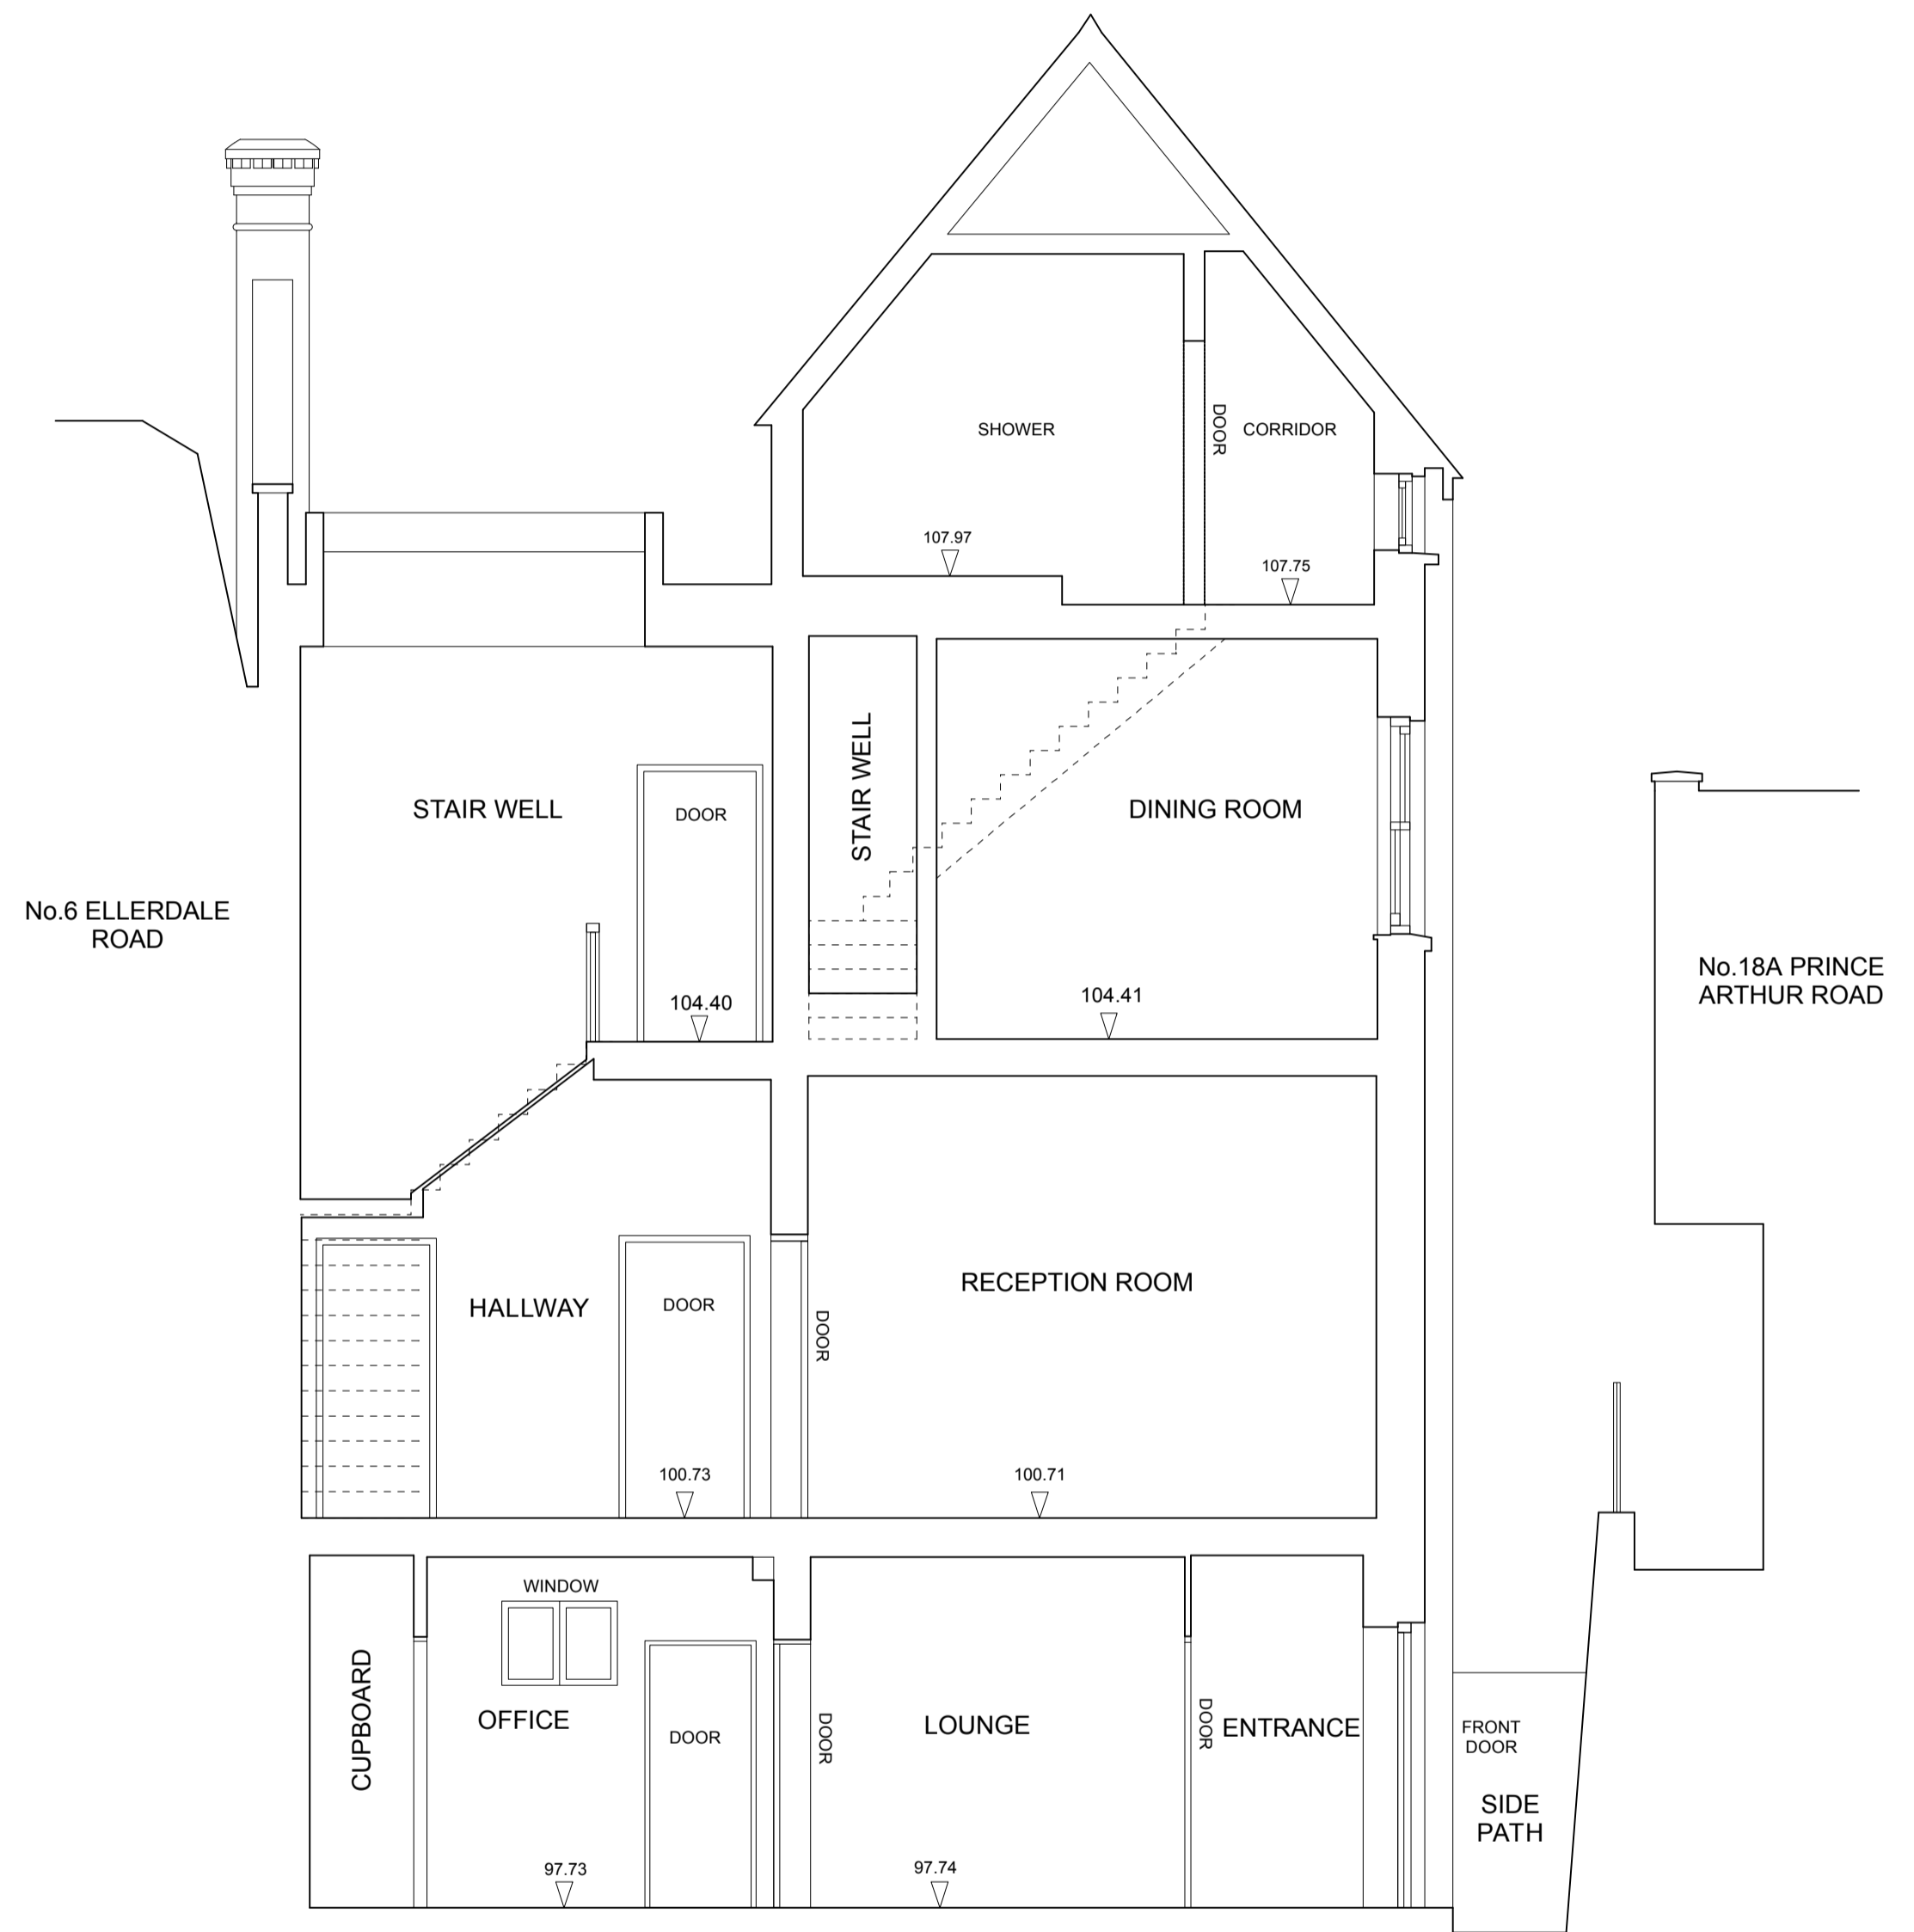 SHOWER
DOOR
CORRIDOR
107.97
107.75
STAIR WELL
DOOR
STAIR WELL
DINING ROOM
No.6 ELLERDALE
ROAD
No.18A PRINCE
ARTHUR ROAD
104.40
104.41
HALLWAY
DOOR
DOOR
RECEPTION ROOM
100.73
100.71
WINDOW
CUPBOARD
OFFICE
DOOR
DOOR
LOUNGE
DOOR
ENTRANCE
FRONT
DOOR
SIDE
PATH
97.73
97.74